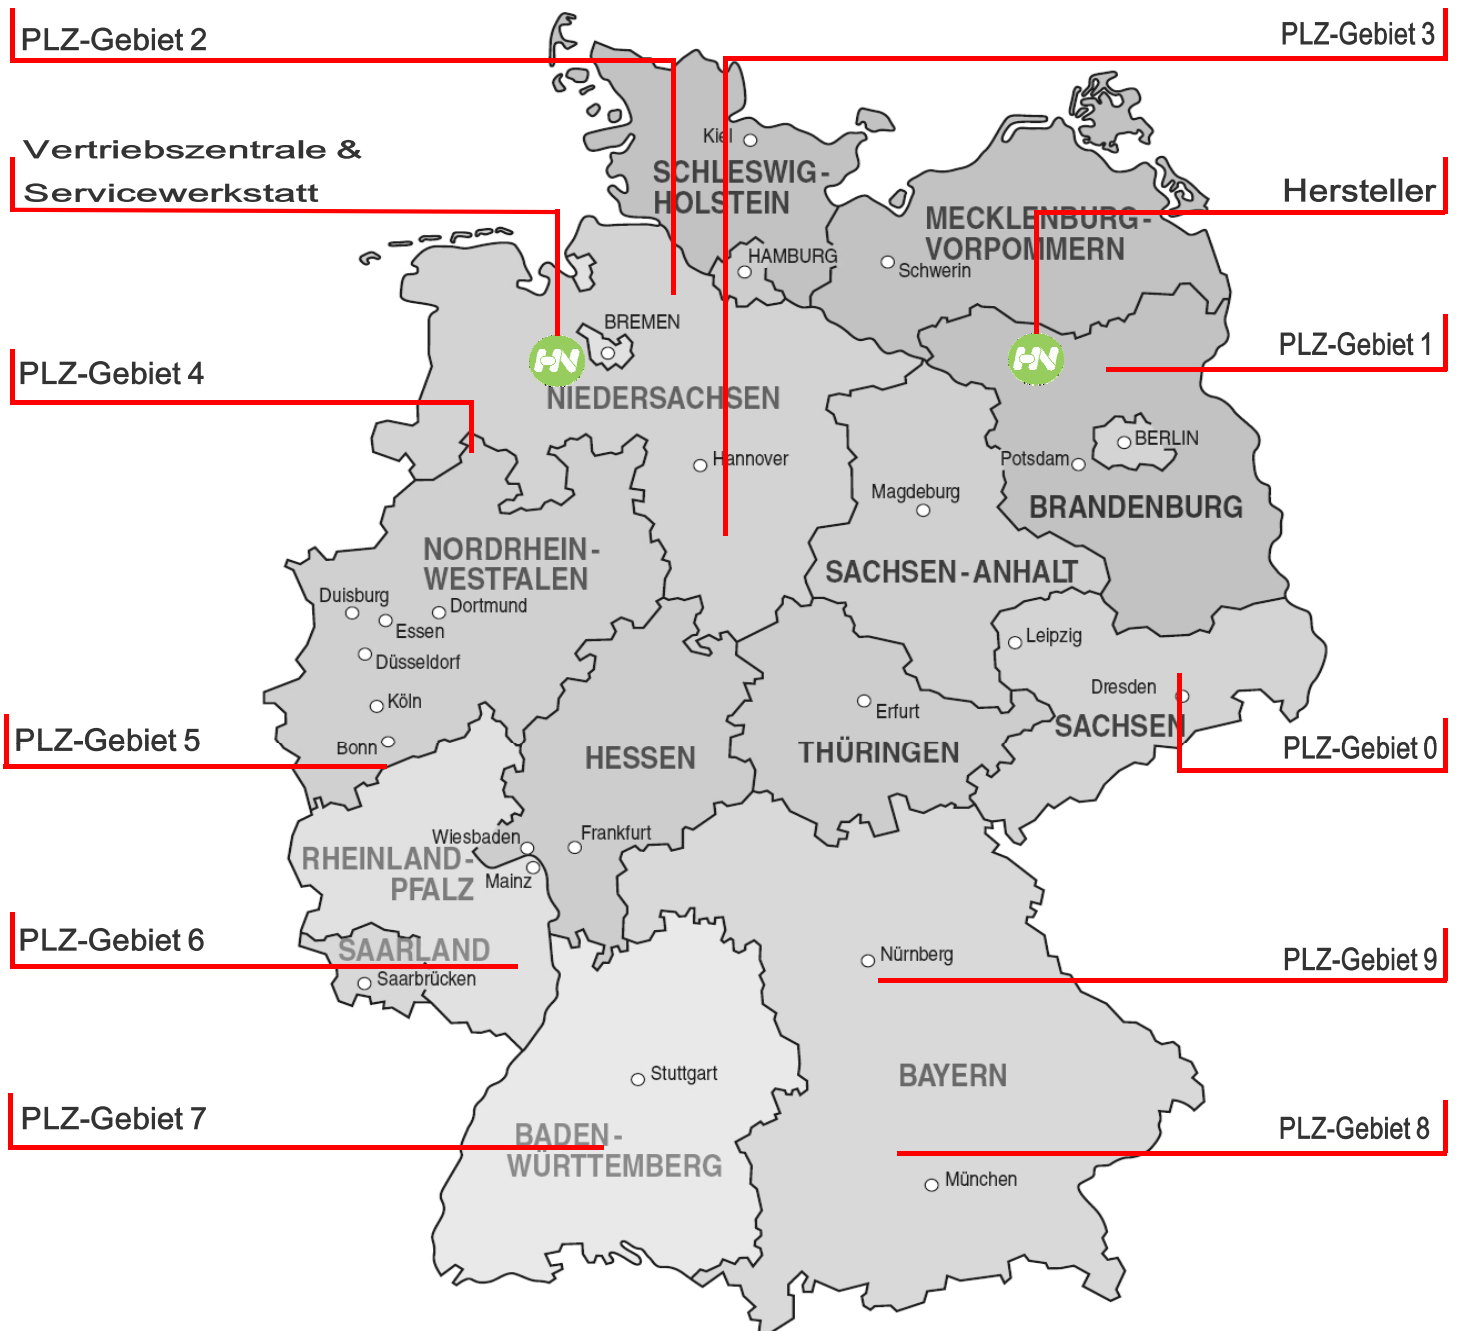 PLZ-Gebiet 2
PLZ-Gebiet 3
Kiel
Vertriebszentrale &
Servicewerkstatt
SCHLESWIG-
HOLSTEIN
Hersteller
MECKLENBURG-
VORPOMMERN
HAMBURG
Schwerin
BREMEN
PLZ-Gebiet 1
HN
HN
PLZ-Gebiet 4
NIEDERSACHSEN
BERLIN
Hannover
Potsdam
Magdeburg
BRANDENBURG
NORDRHEIN-
WESTFALEN
SACHSEN-ANHALT
Duisburg
Dortmund
Essen
Leipzig
Düsseldorf
Dresden
Köln
Erfurt
SACHSEN
PLZ-Gebiet 5
Bonn
HESSEN
THÜRINGEN
PLZ-Gebiet 0
Wiesbaden
Frankfurt
RHEINLAND-
PFALZ
Mainz
PLZ-Gebiet 6
SAARLAND
Saarbrücken
Nürnberg
PLZ-Gebiet 9
Stuttgart
BAYERN
PLZ-Gebiet 7
BADEN-
WÜRTTEMBERG
PLZ-Gebiet 8
München